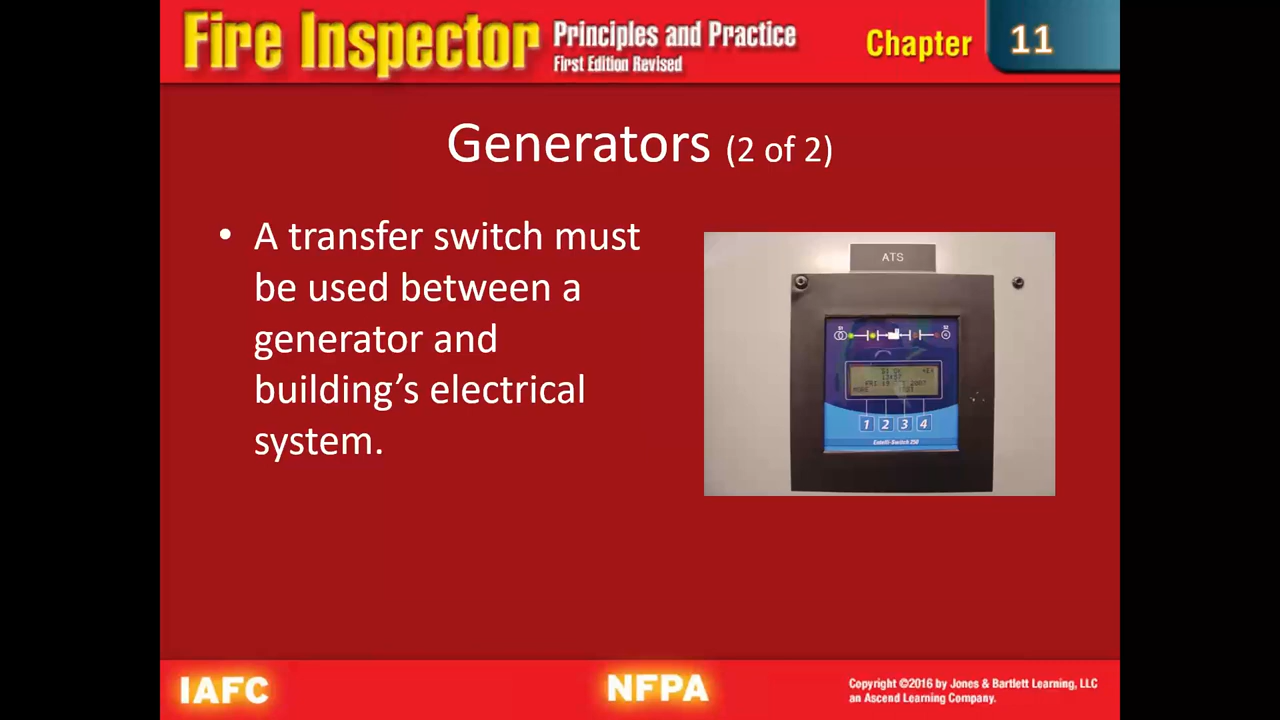 Fire Inspector
Principles and Practice
First Edition Revised
Chapter 11
Generators (2 of 2)
• A transfer switch must
be used between a
generator and
building’s electrical
system.
ATS
S1
S2
1 2 3 4
IAFC
NFPA
Copyright ©2016 by Jones & Bartlett Learning, LLC
an Ascend Learning Company.